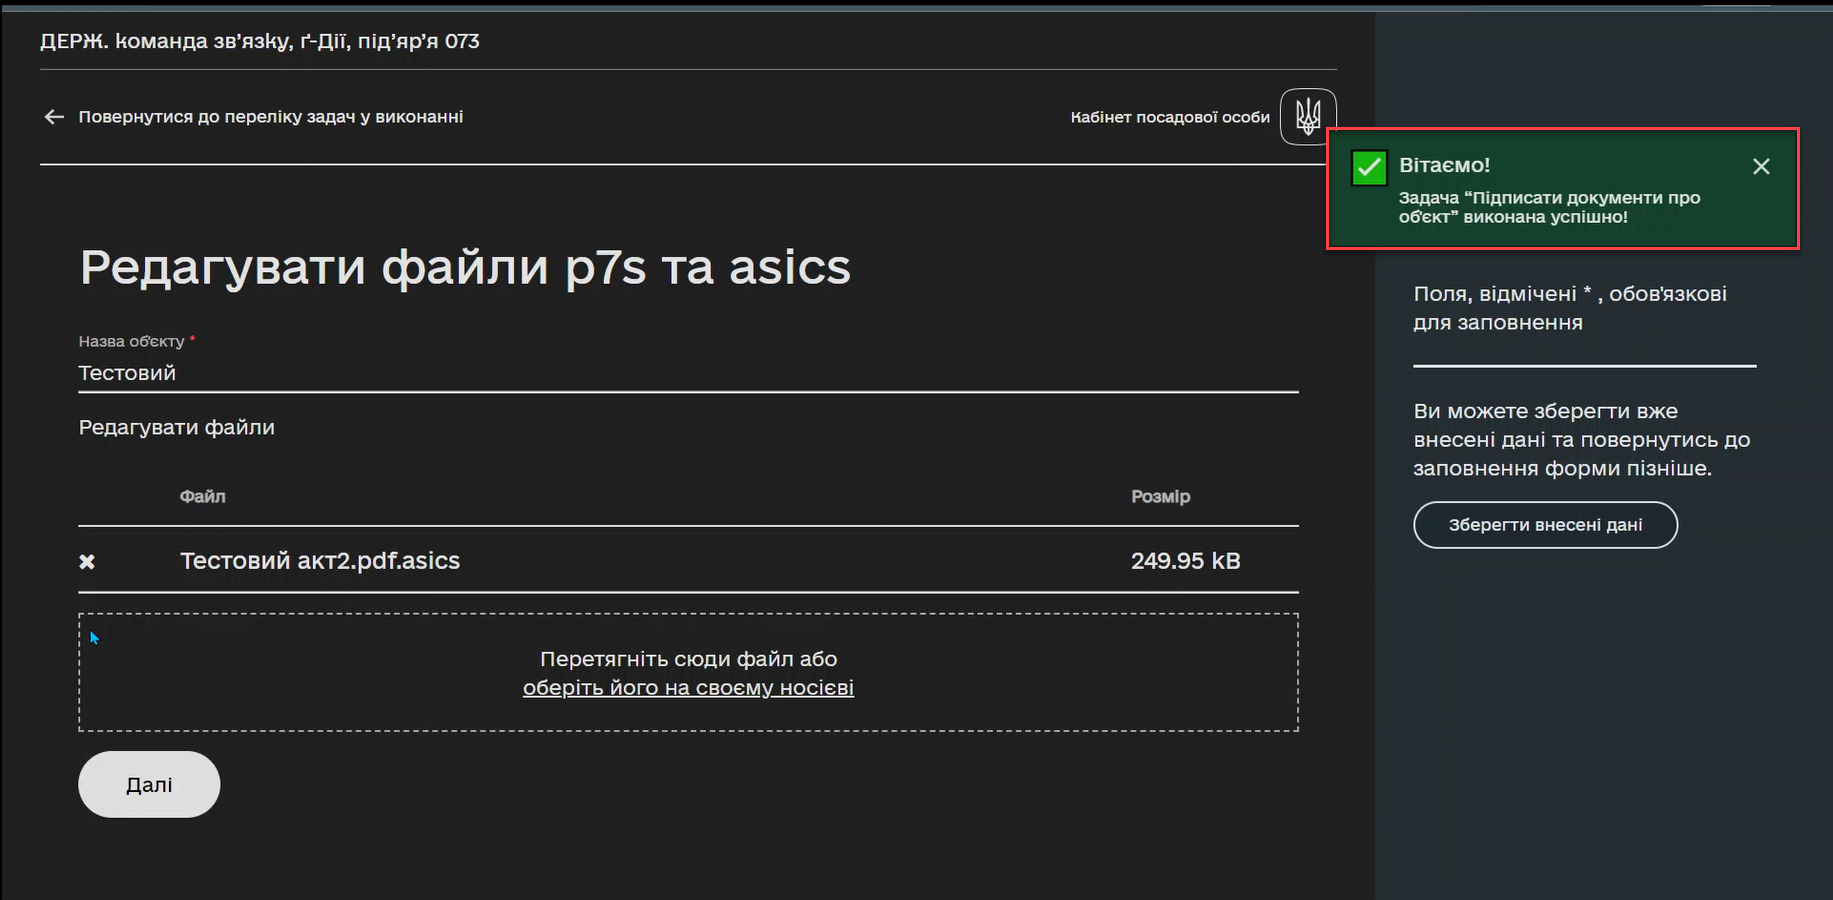 ДЕРЖ. команда зв’язку, ґ-Дії, під’яр’я 073
Повернутися до переліку задач у виконанні
Кабінет посадової особи
Вітаємо!
Задача “Підписати документи про
об'єкт” виконана успішно!
Редагувати файли p7s та asics
Назва об'єкту *
Тестовий
Редагувати файли
Файл Розмір
Тестовий акт2.pdf.asics 249.95 kB
Перетягніть сюди файл або
оберіть його на своєму носієві
Далі
Поля, відмічені * , обов'язкові
для заповнення
Ви можете зберегти вже
внесені дані та повернутись до
заповнення форми пізніше.
Зберегти внесені дані